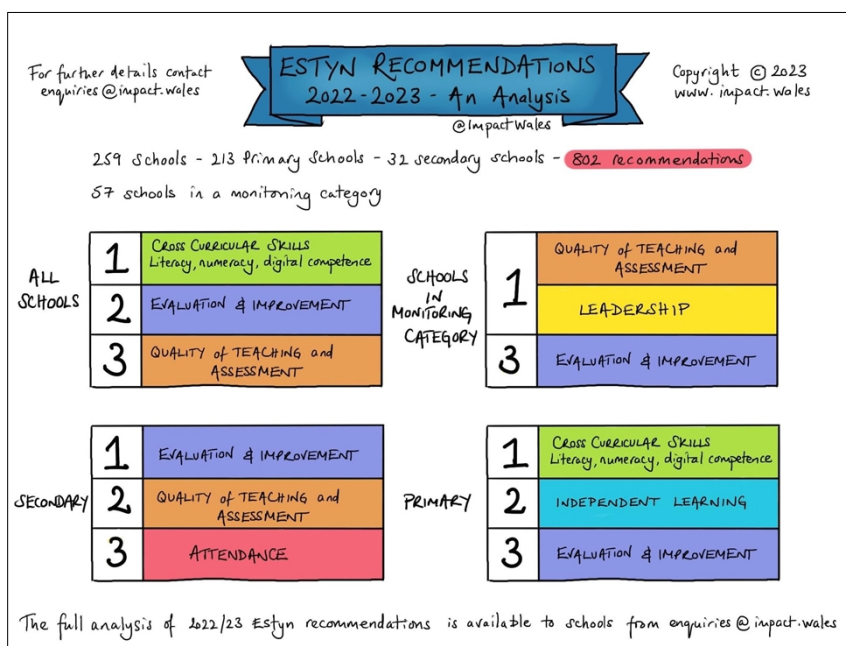 For further details contact
enquiries@impact.wales
ESTYN RECOMMENDATIONS
2022-2023 - An Analysis
@ImpactWales
Copyright © 2023
www.impact.wales
259 schools - 213 Primary schools - 32 secondary schools - 802 recommendations
57 schools in a monitoring category
ALL
SCHOOLS
1
CROSS CURRICULAR SKILLS
Literacy, numeracy, digital competence
2
EVALUATION & IMPROVEMENT
3
QUALITY of TEACHING and
ASSESSMENT
SCHOOLS
IN
MONITORING
CATEGORY
1
QUALITY of TEACHING and
ASSESSMENT
LEADERSHIP
3
EVALUATION & IMPROVEMENT
SECONDARY
1
EVALUATION & IMPROVEMENT
2
QUALITY of TEACHING and
ASSESSMENT
3
ATTENDANCE
PRIMARY
1
CROSS CURRICULAR SKILLS
Literacy, numeracy, digital competence
2
INDEPENDENT LEARNING
3
EVALUATION & IMPROVEMENT
The full analysis of 2022/23 Estyn recommendations is available to schools from enquiries@impact.wales